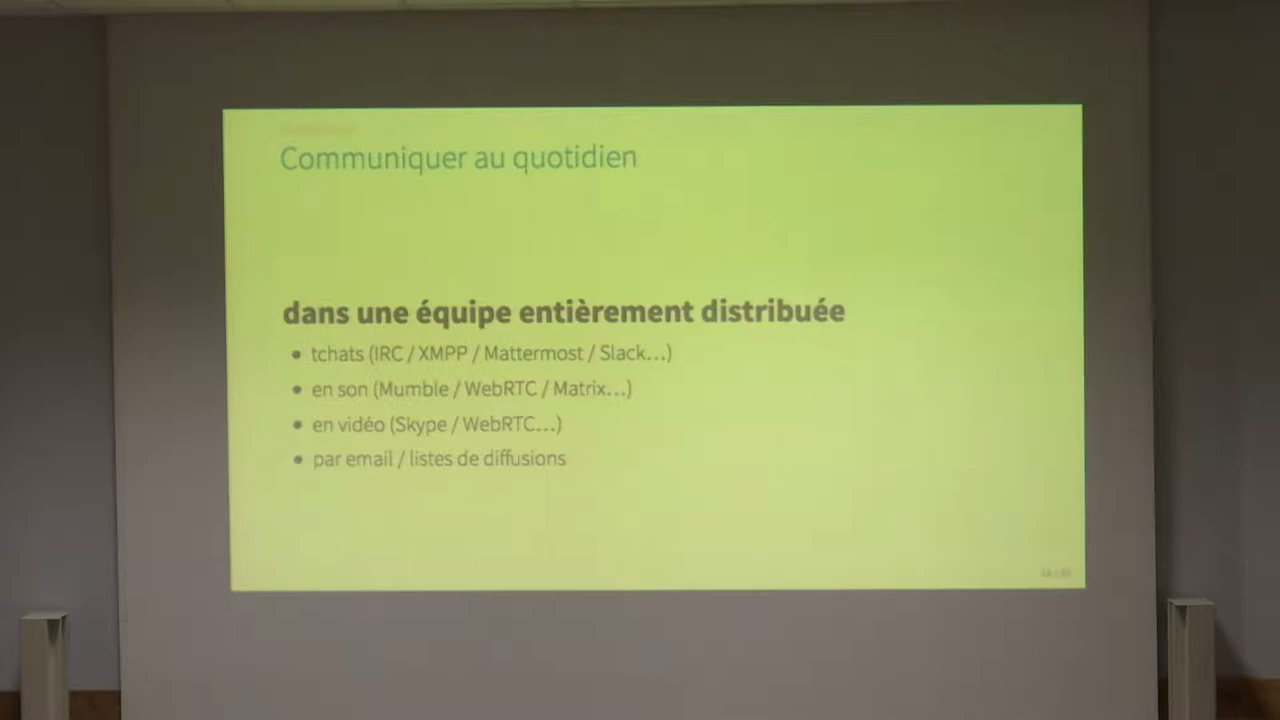 Communiquer au quotidien
dans une équipe entièrement distribuée
• tchats (IRC / XMPP / Mattermost / Slack...)
• en son (Mumble / WebRTC / Matrix...)
• en vidéo (Skype / WebRTC...)
• par email / listes de diffusions